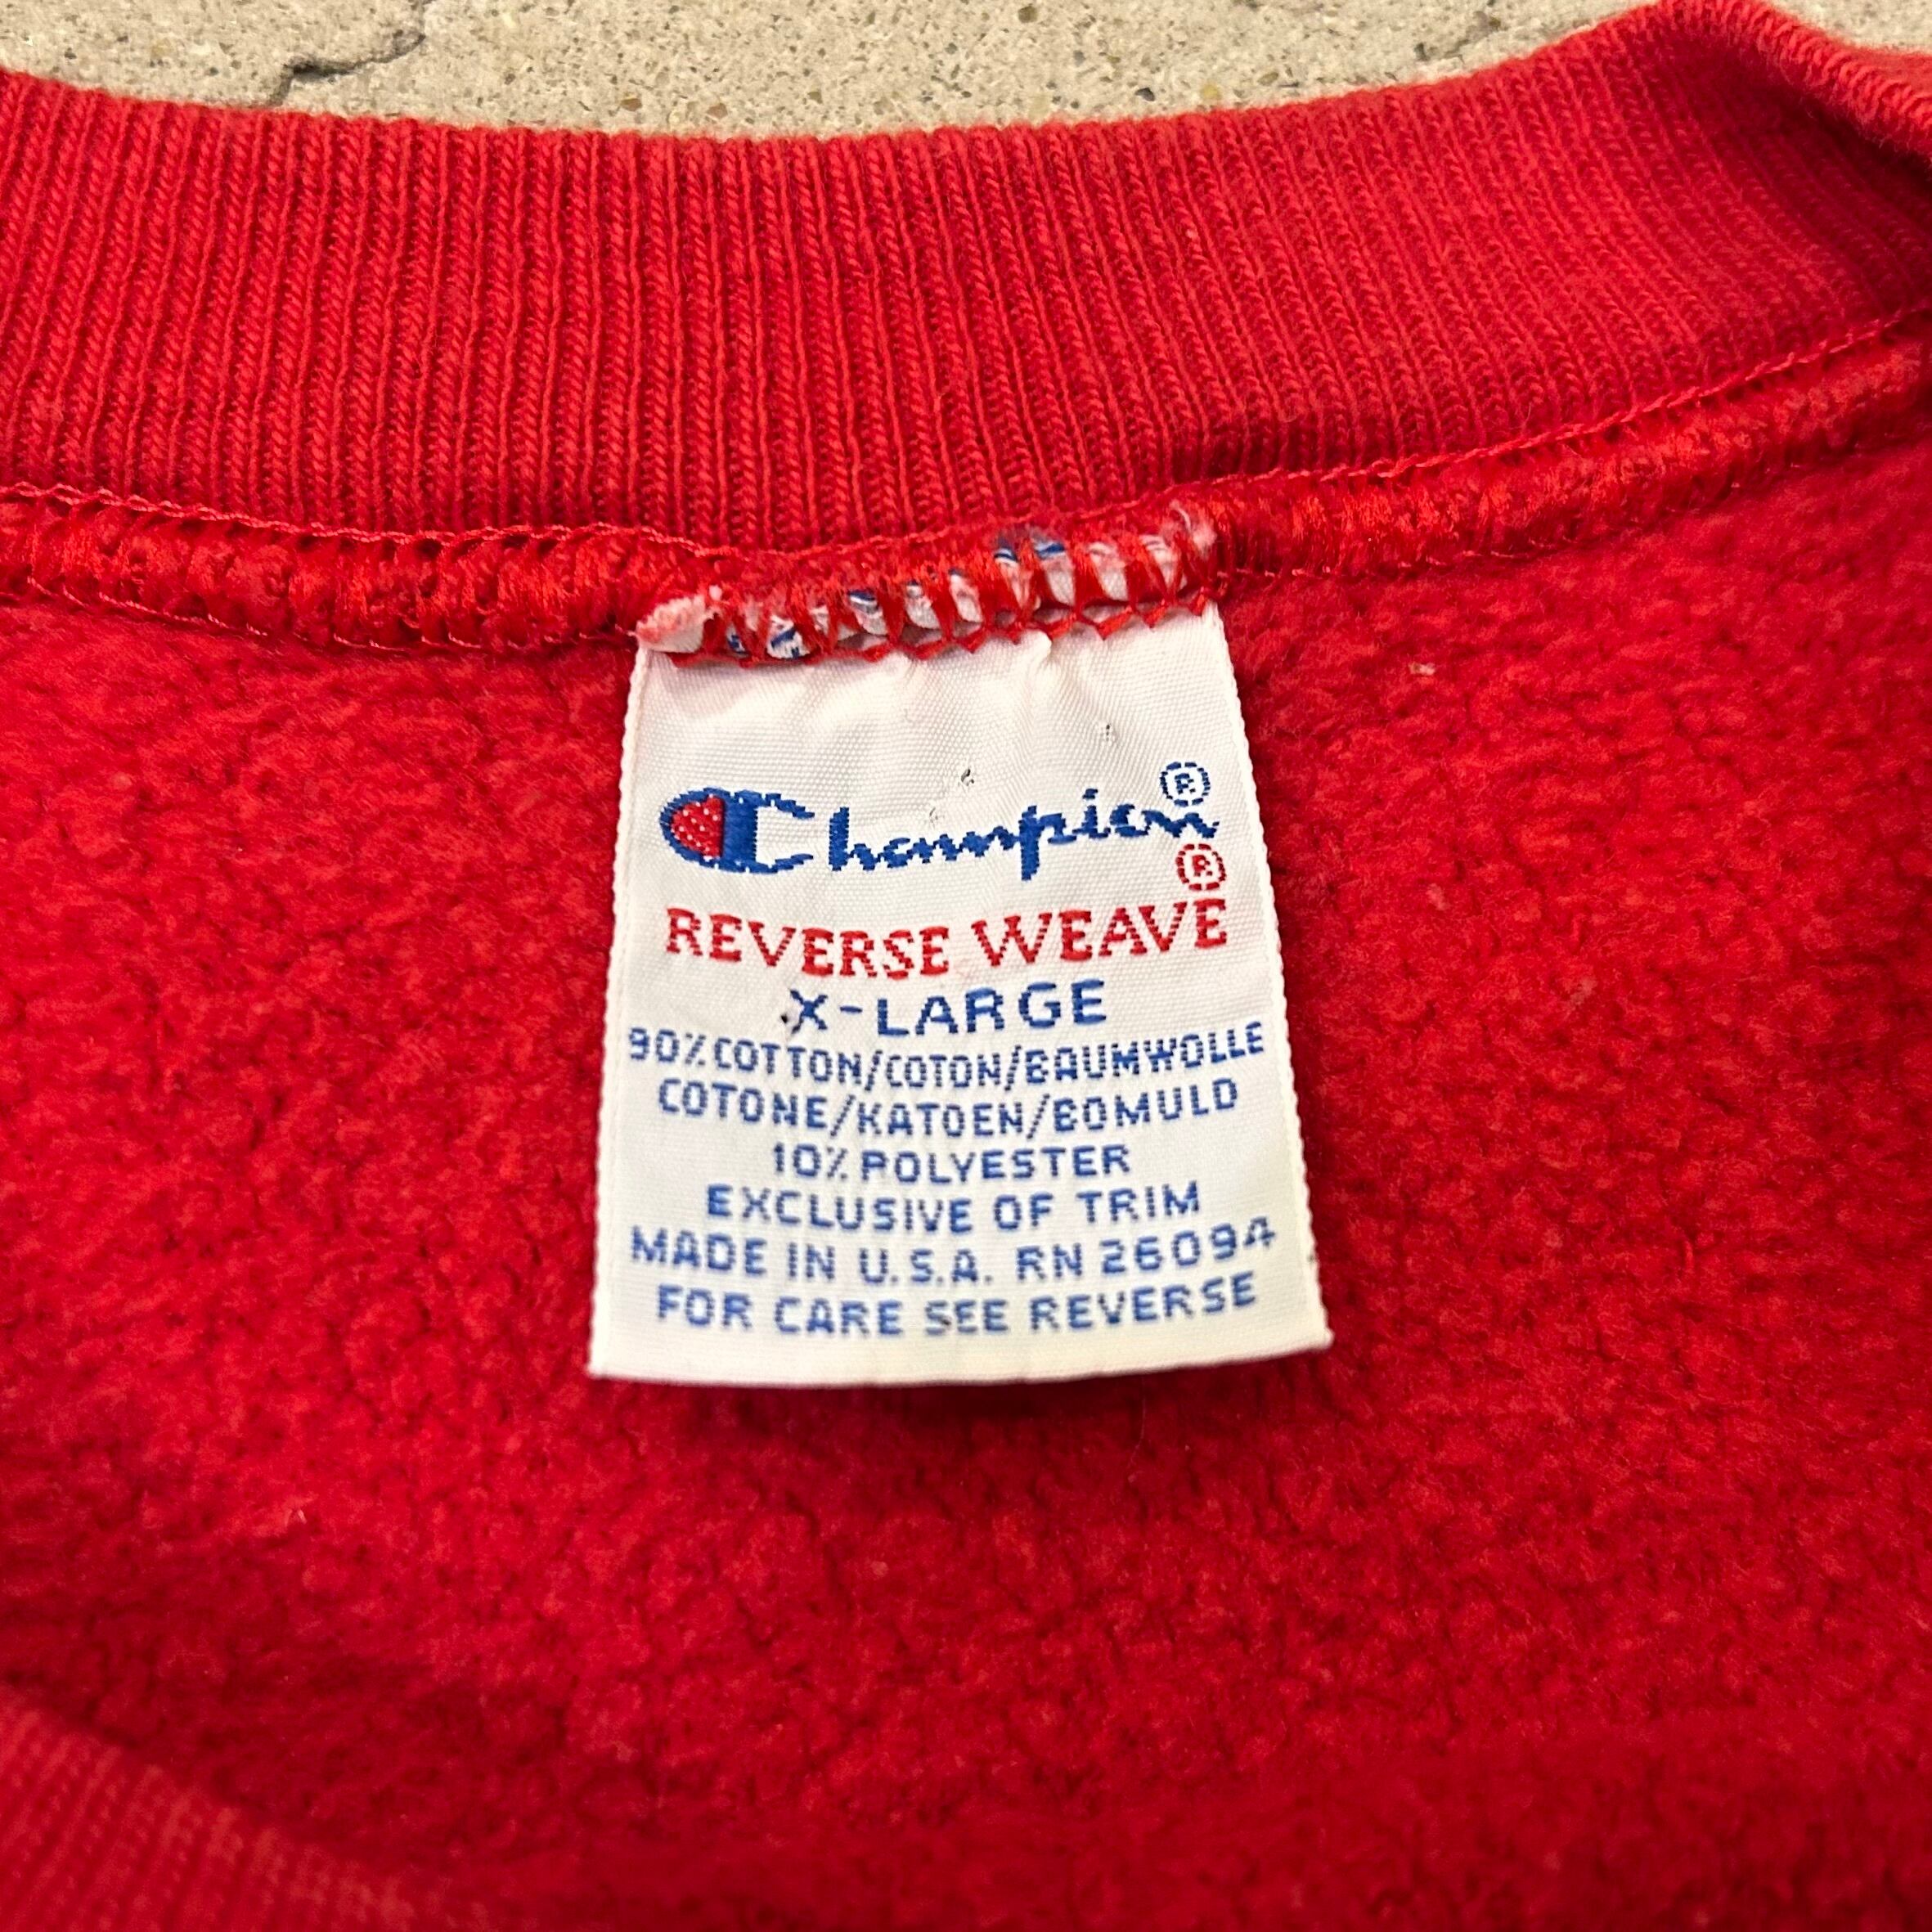 Champion®
REVERSE WEAVE®
X-LARGE
90% COTTON/COTON/BAUMWOLLE
COTONE/KATOEN/BOMULD
10% POLYESTER
EXCLUSIVE OF TRIM
MADE IN U.S.A. RN 26094
FOR CARE SEE REVERSE